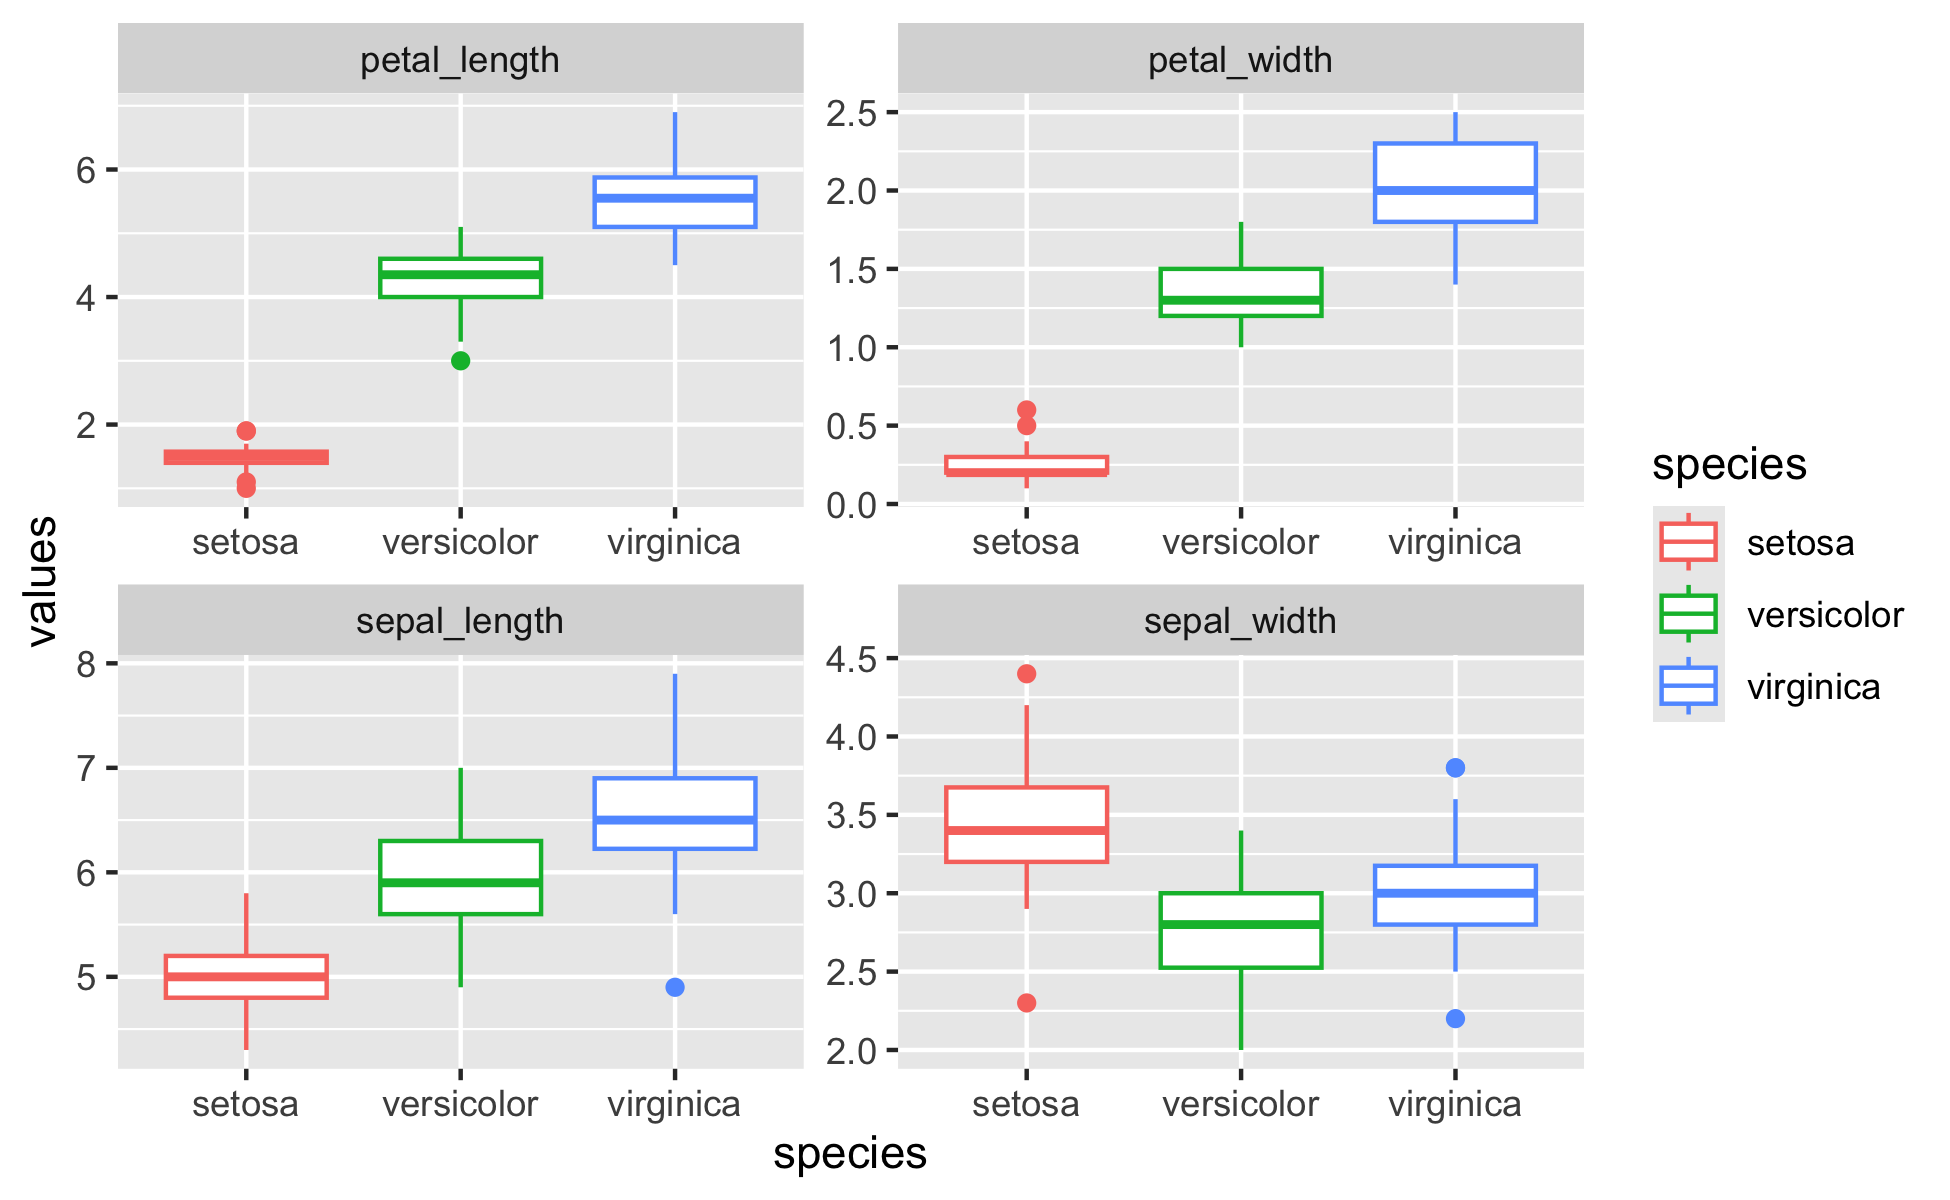 petal_length
petal_width
6
4
2
2.5
2.0
1.5
1.0
0.5
0.0
setosa versicolor virginica
setosa versicolor virginica
values
sepal_length
sepal_width
8
7
6
5
4.5
4.0
3.5
3.0
2.5
2.0
setosa versicolor virginica
setosa versicolor virginica
species
species
setosa
versicolor
virginica